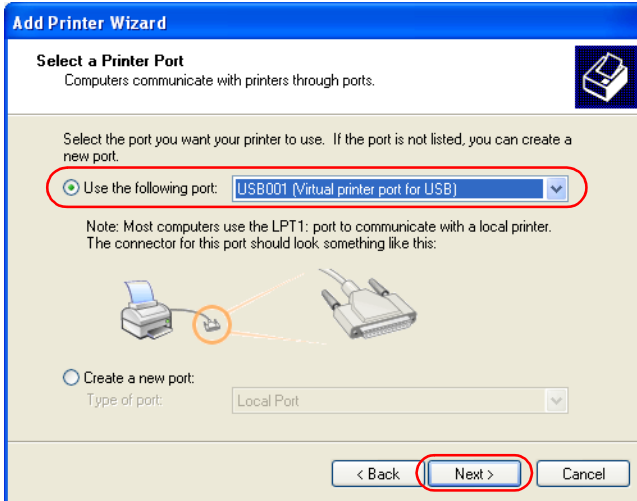 Add Printer Wizard
Select a Printer Port
Computers communicate with printers through ports.
Select the port you want your printer to use.  If the port is not listed, you can create a
new port.
Use the following port:
USB001 (Virtual printer port for USB)
Note: Most computers use the LPT1: port to communicate with a local printer.
The connector for this port should look something like this:
Create a new port:
Type of port:
Local Port
< Back
Next >
Cancel